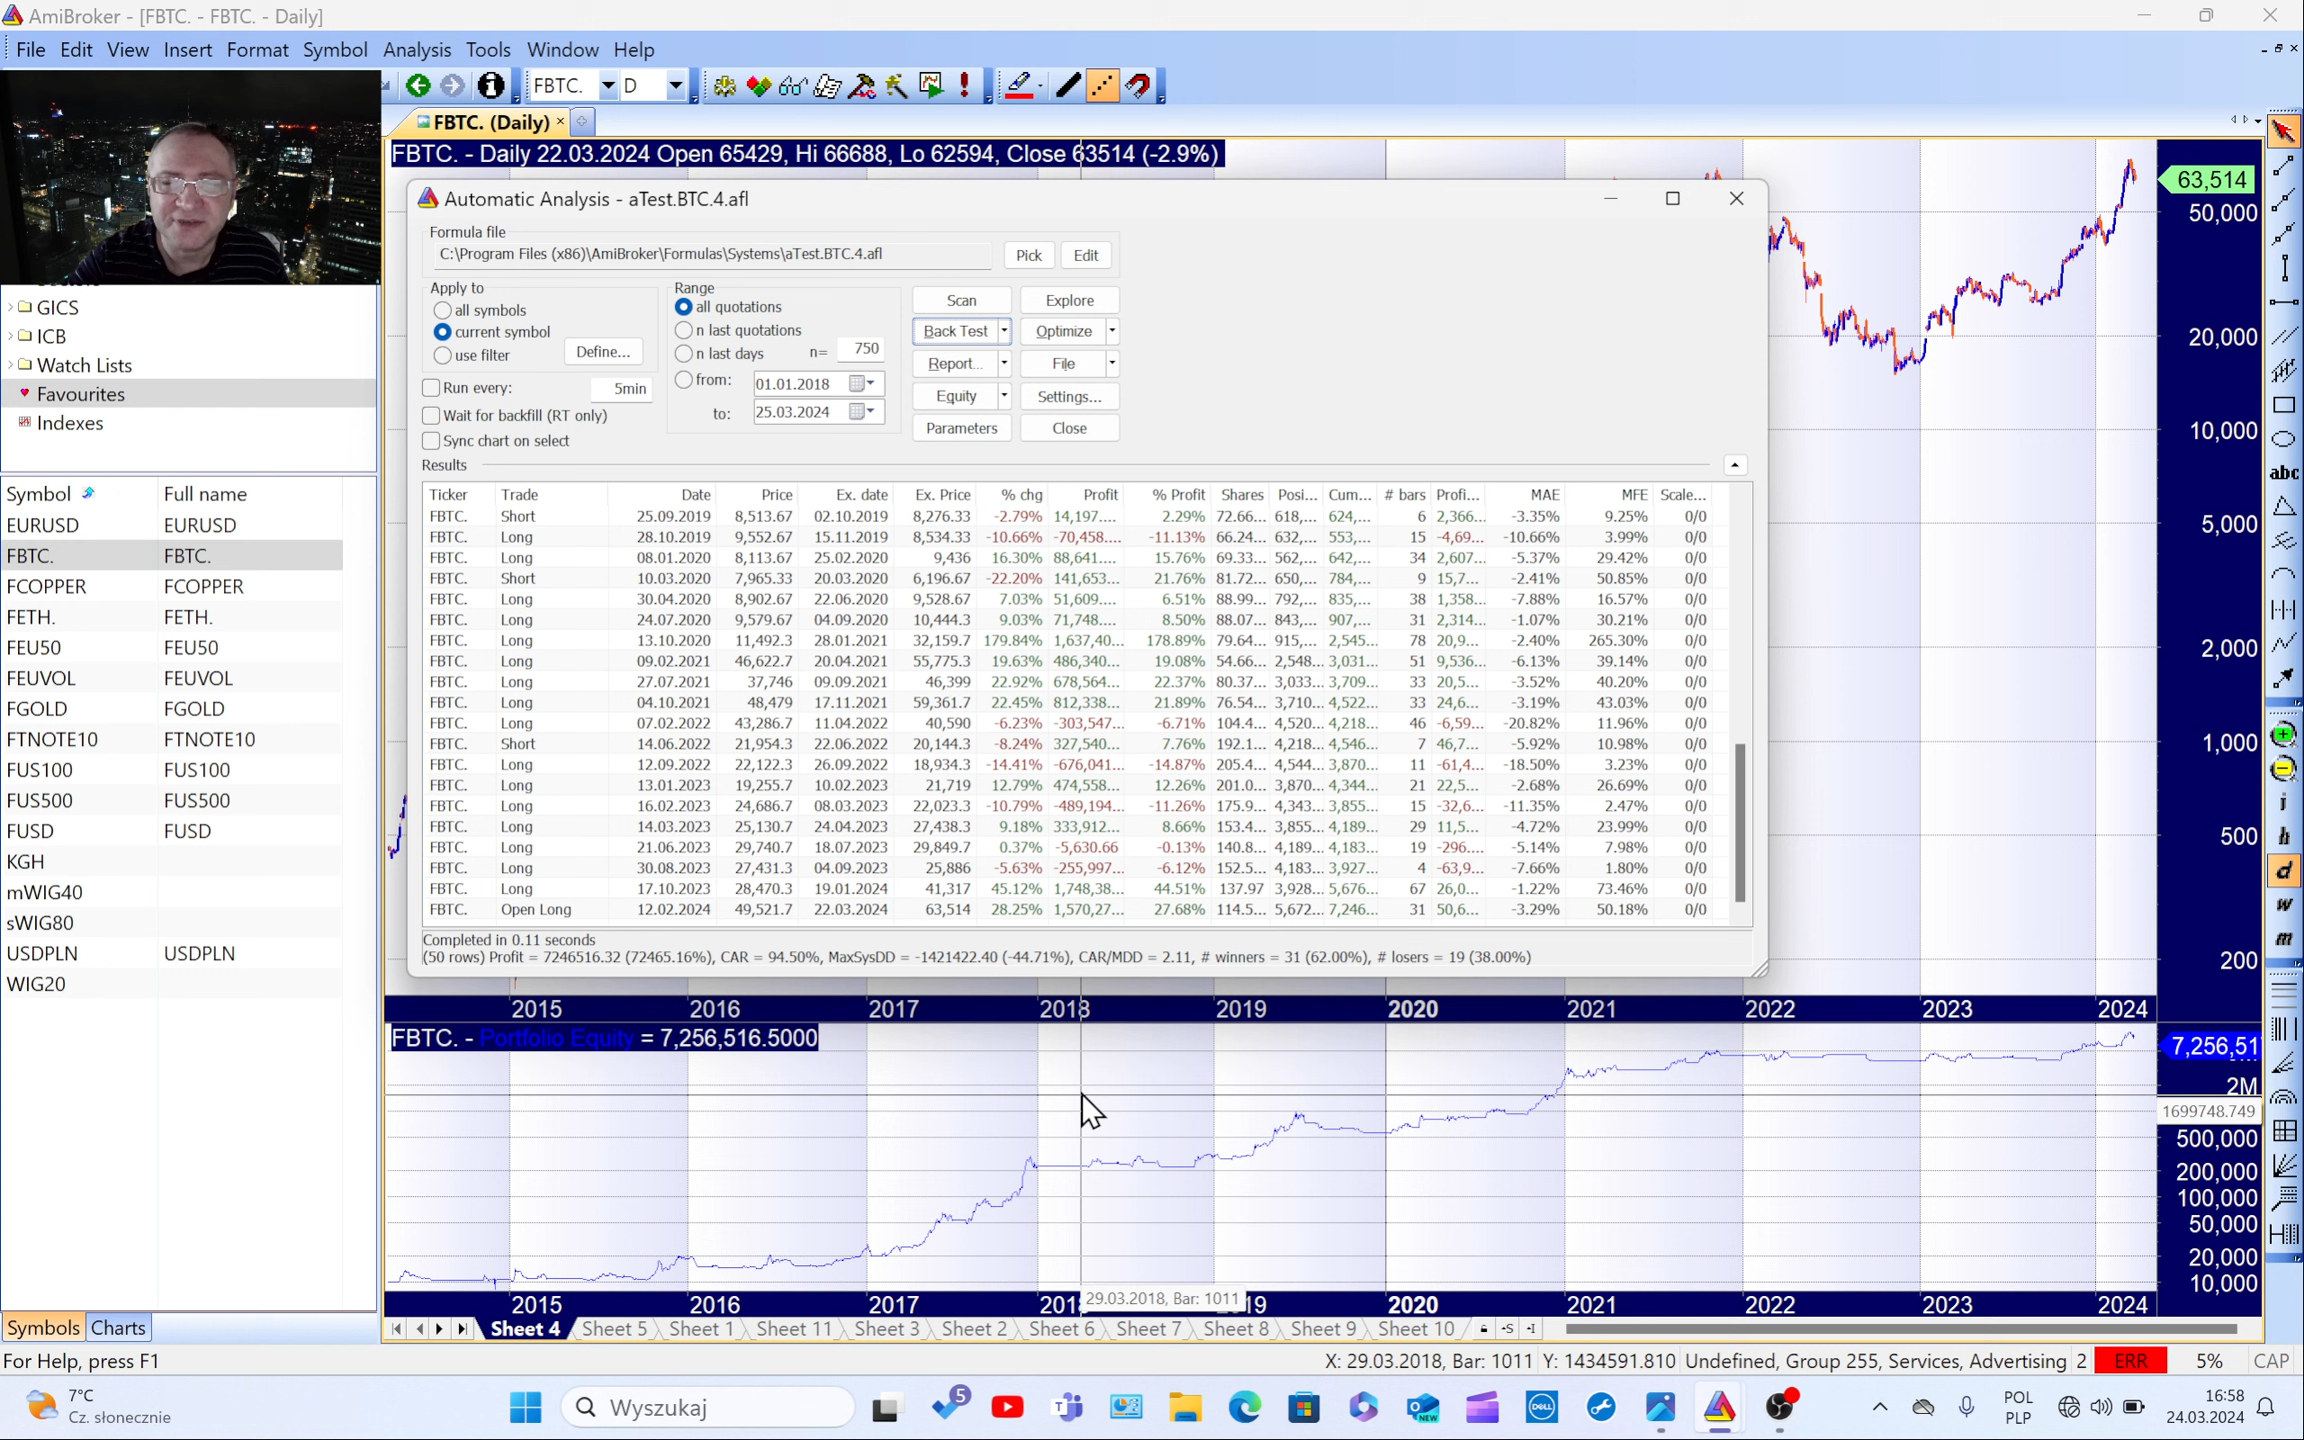 AmiBroker - [FBTC. - FBTC. - Daily]
File Edit View Insert Format Symbol Analysis Tools Window Help
FBTC. D
FBTC. (Daily)
FBTC. - Daily 22.03.2024 Open 65429, Hi 66688, Lo 62594, Close 63514 (-2.9%)
GICS
ICB
Watch Lists
Favourites
Indexes
Symbol Full name
EURUSD EURUSD
FBTC. FBTC.
FCOPPER FCOPPER
FETH. FETH.
FEU50 FEU50
FEUVOL FEUVOL
FGOLD FGOLD
FTNOTE10 FTNOTE10
FUS100 FUS100
FUS500 FUS500
FUSD FUSD
KGH
mWIG40
sWIG80
USDPLN USDPLN
WIG20
Symbols Charts
Automatic Analysis - aTest.BTC.4.afl
Formula file
C:\Program Files (x86)\AmiBroker\Formulas\Systems\aTest.BTC.4.afl Pick Edit
Apply to
all symbols
current symbol
use filter Define...
Run every: 5min
Wait for backfill (RT only)
Sync chart on select
Range
all quotations
n last quotations
n last days n= 750
from: 01.01.2018
to: 25.03.2024
Scan Explore
Back Test Optimize
Report... File
Equity Settings...
Parameters Close
Results
Ticker Trade Date Price Ex. date Ex. Price % chg Profit % Profit Shares Posi... Cum... # bars Profi... MAE MFE Scale...
FBTC. Short 25.09.2019 8,513.67 02.10.2019 8,276.33 -2.79% 14,197.... 2.29% 72.66... 618,... 624,... 6 2,366... -3.35% 9.25% 0/0
FBTC. Long 28.10.2019 9,552.67 15.11.2019 8,534.33 -10.66% -70,458.... -11.13% 66.24... 632,... 553,... 15 -4,69... -10.66% 3.99% 0/0
FBTC. Long 08.01.2020 8,113.67 25.02.2020 9,436 16.30% 88,641.... 15.76% 69.33... 562,... 642,... 34 2,607... -5.37% 29.42% 0/0
FBTC. Short 10.03.2020 7,965.33 20.03.2020 6,196.67 -22.20% 141,653... 21.76% 81.72... 650,... 784,... 9 15,7... -2.41% 50.85% 0/0
FBTC. Long 30.04.2020 8,902.67 22.06.2020 9,528.67 7.03% 51,609.... 6.51% 88.99... 792,... 835,... 38 1,358... -7.88% 16.57% 0/0
FBTC. Long 24.07.2020 9,579.67 04.09.2020 10,444.3 9.03% 71,748.... 8.50% 88.07... 843,... 907,... 31 2,314... -1.07% 30.21% 0/0
FBTC. Long 13.10.2020 11,492.3 28.01.2021 32,159.7 179.84% 1,637,40... 178.89% 79.64... 915,... 2,545... 78 20,9... -2.40% 265.30% 0/0
FBTC. Long 09.02.2021 46,622.7 20.04.2021 55,775.3 19.63% 486,340... 19.08% 54.66... 2,548... 3,031... 51 9,536... -6.13% 39.14% 0/0
FBTC. Long 27.07.2021 37,746 09.09.2021 46,399 22.92% 678,564... 22.37% 80.37... 3,033... 3,709... 33 20,5... -3.52% 40.20% 0/0
FBTC. Long 04.10.2021 48,479 17.11.2021 59,361.7 22.45% 812,338... 21.89% 76.54... 3,710... 4,522... 33 24,6... -3.19% 43.03% 0/0
FBTC. Long 07.02.2022 43,286.7 11.04.2022 40,590 -6.23% -303,547... -6.71% 104.4... 4,520... 4,218... 46 -6,59... -20.82% 11.96% 0/0
FBTC. Short 14.06.2022 21,954.3 22.06.2022 20,144.3 -8.24% 327,540... 7.76% 192.1... 4,218... 4,546... 7 46,7... -5.92% 10.98% 0/0
FBTC. Long 12.09.2022 22,122.3 26.09.2022 18,934.3 -14.41% -676,041... -14.87% 205.4... 4,544... 3,870... 11 -61,4... -18.50% 3.23% 0/0
FBTC. Long 13.01.2023 19,255.7 10.02.2023 21,719 12.79% 474,558... 12.26% 201.0... 3,870... 4,344... 21 22,5... -2.68% 26.69% 0/0
FBTC. Long 16.02.2023 24,686.7 08.03.2023 22,023.3 -10.79% -489,194... -11.26% 175.9... 4,343... 3,855... 15 -32,6... -11.35% 2.47% 0/0
FBTC. Long 14.03.2023 25,130.7 24.04.2023 27,438.3 9.18% 333,912... 8.66% 153.4... 3,855... 4,189... 29 11,5... -4.72% 23.99% 0/0
FBTC. Long 21.06.2023 29,740.7 18.07.2023 29,849.7 0.37% -5,630.66 -0.13% 140.8... 4,189... 4,183... 19 -296.... -5.14% 7.98% 0/0
FBTC. Long 30.08.2023 27,431.3 04.09.2023 25,886 -5.63% -255,997... -6.12% 152.5... 4,183... 3,927... 4 -63,9... -7.66% 1.80% 0/0
FBTC. Long 17.10.2023 28,470.3 19.01.2024 41,317 45.12% 1,748,38... 44.51% 137.97 3,928... 5,676... 67 26,0... -1.22% 73.46% 0/0
FBTC. Open Long 12.02.2024 49,521.7 22.03.2024 63,514 28.25% 1,570,27... 27.68% 114.5... 5,672... 7,246... 31 50,6... -3.29% 50.18% 0/0
Completed in 0.11 seconds
(50 rows) Profit = 7246516.32 (72465.16%), CAR = 94.50%, MaxSysDD = -1421422.40 (-44.71%), CAR/MDD = 2.11, # winners = 31 (62.00%), # losers = 19 (38.00%)
63,514
50,000
20,000
10,000
5,000
2,000
1,000
500
200
2015 2016 2017 2018 2019 2020 2021 2022 2023 2024
FBTC. - Portfolio Equity = 7,256,516.5000
7,256,51
2M
1699748.749
500,000
200,000
100,000
50,000
20,000
10,000
2015 2016 2017 201 29.03.2018, Bar: 1011 19 2020 2021 2022 2023 2024
Sheet 4 Sheet 5 Sheet 1 Sheet 11 Sheet 3 Sheet 2 Sheet 6 Sheet 7 Sheet 8 Sheet 9 Sheet 10
abc
i
h
d
w
m
For Help, press F1 X: 29.03.2018, Bar: 1011 Y: 1434591.810 Undefined, Group 255, Services, Advertising 2 ERR 5% CAP
7°C
Cz. słonecznie
Wyszukaj
5
NEW
DELL
POL
PLP
16:58
24.03.2024